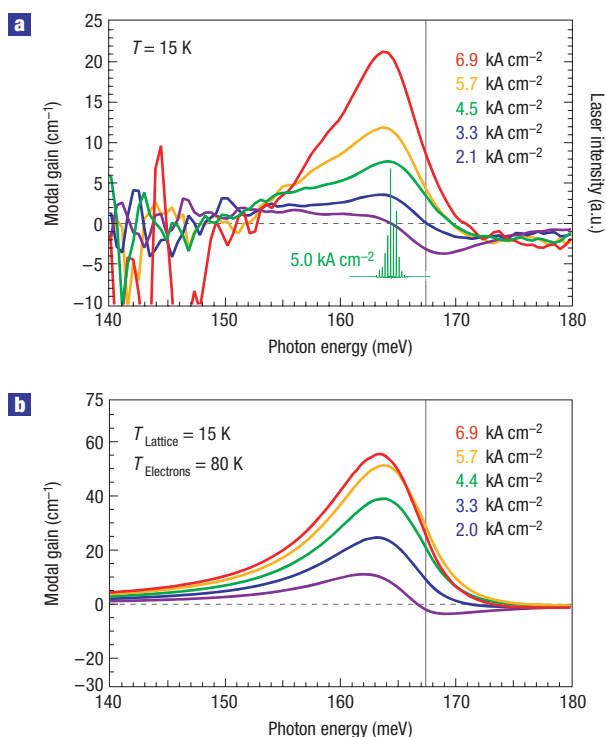 a
25
20
15
10
5
0
−5
−10
Modal gain (cm⁻¹)
T = 15 K
6.9 kA cm⁻²
5.7 kA cm⁻²
4.5 kA cm⁻²
3.3 kA cm⁻²
2.1 kA cm⁻²
5.0 kA cm⁻²
Laser intensity (a.u.)
140 150 160 170 180
Photon energy (meV)
b
75
60
40
20
0
−20
−30
Modal gain (cm⁻¹)
T Lattice = 15 K
T Electrons = 80 K
6.9 kA cm⁻²
5.7 kA cm⁻²
4.4 kA cm⁻²
3.3 kA cm⁻²
2.0 kA cm⁻²
140 150 160 170 180
Photon energy (meV)